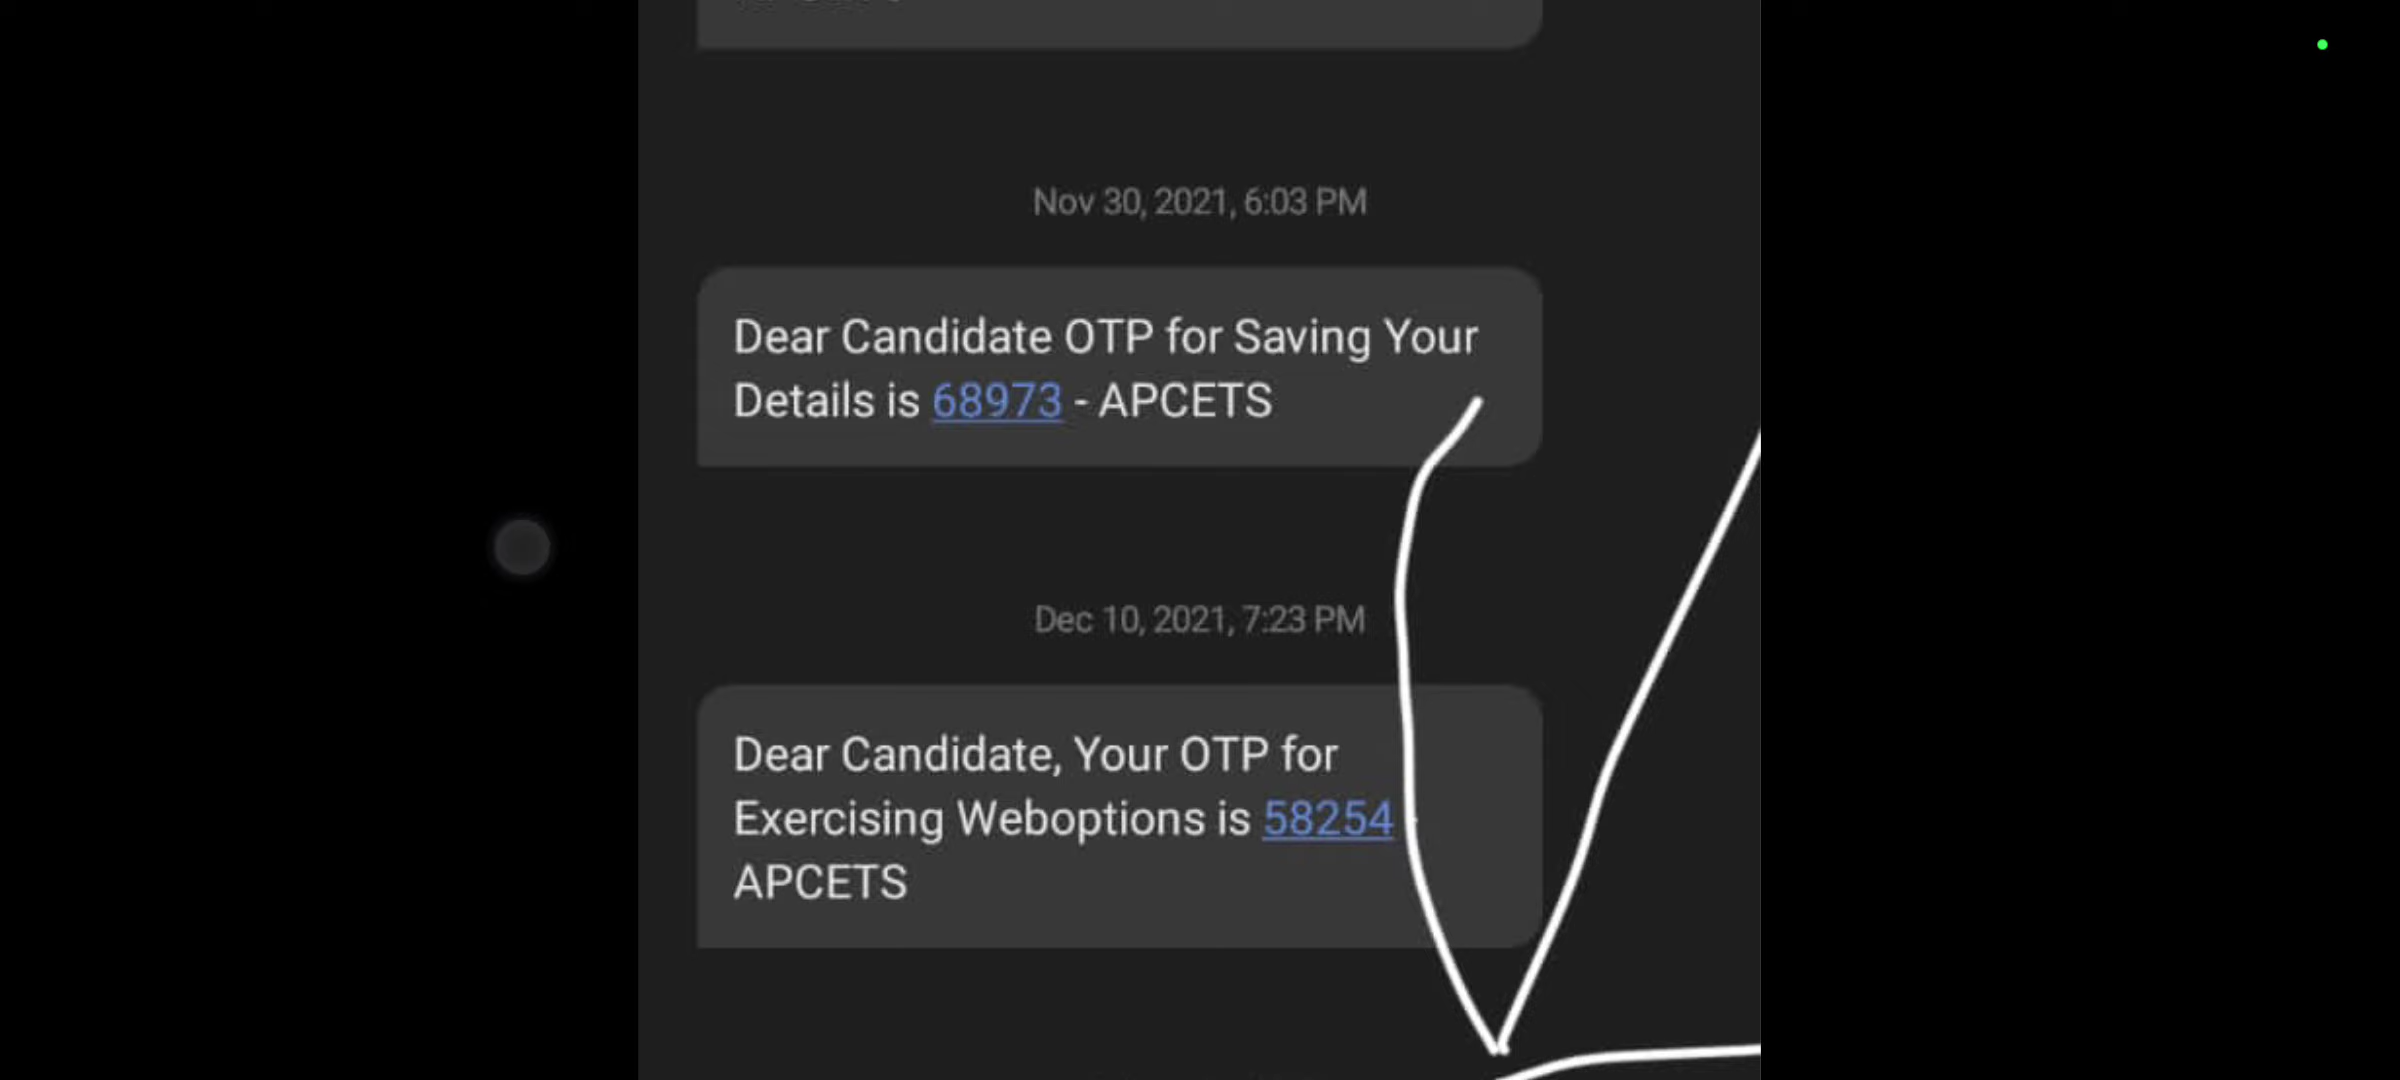 Nov 30, 2021, 6:03 PM
Dear Candidate OTP for Saving Your
Details is 68973 - APCETS
Dec 10, 2021, 7:23 PM
Dear Candidate, Your OTP for
Exercising Weboptions is 58254
APCETS